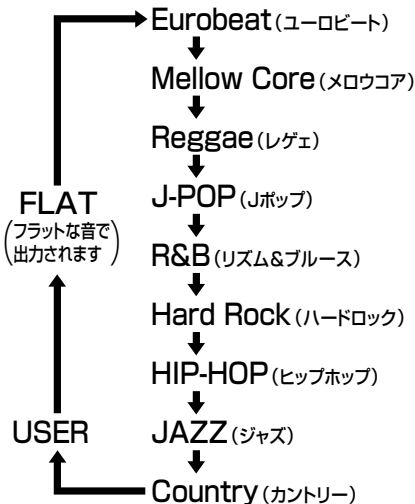 Eurobeat（ユーロビート）
Mellow Core（メロウコア）
Reggae（レゲェ）
J-POP（Jポップ）
R&B（リズム&ブルース）
Hard Rock（ハードロック）
HIP-HOP（ヒップホップ）
JAZZ（ジャズ）
Country（カントリー）
USER
FLAT
（フラットな音で
出力されます）